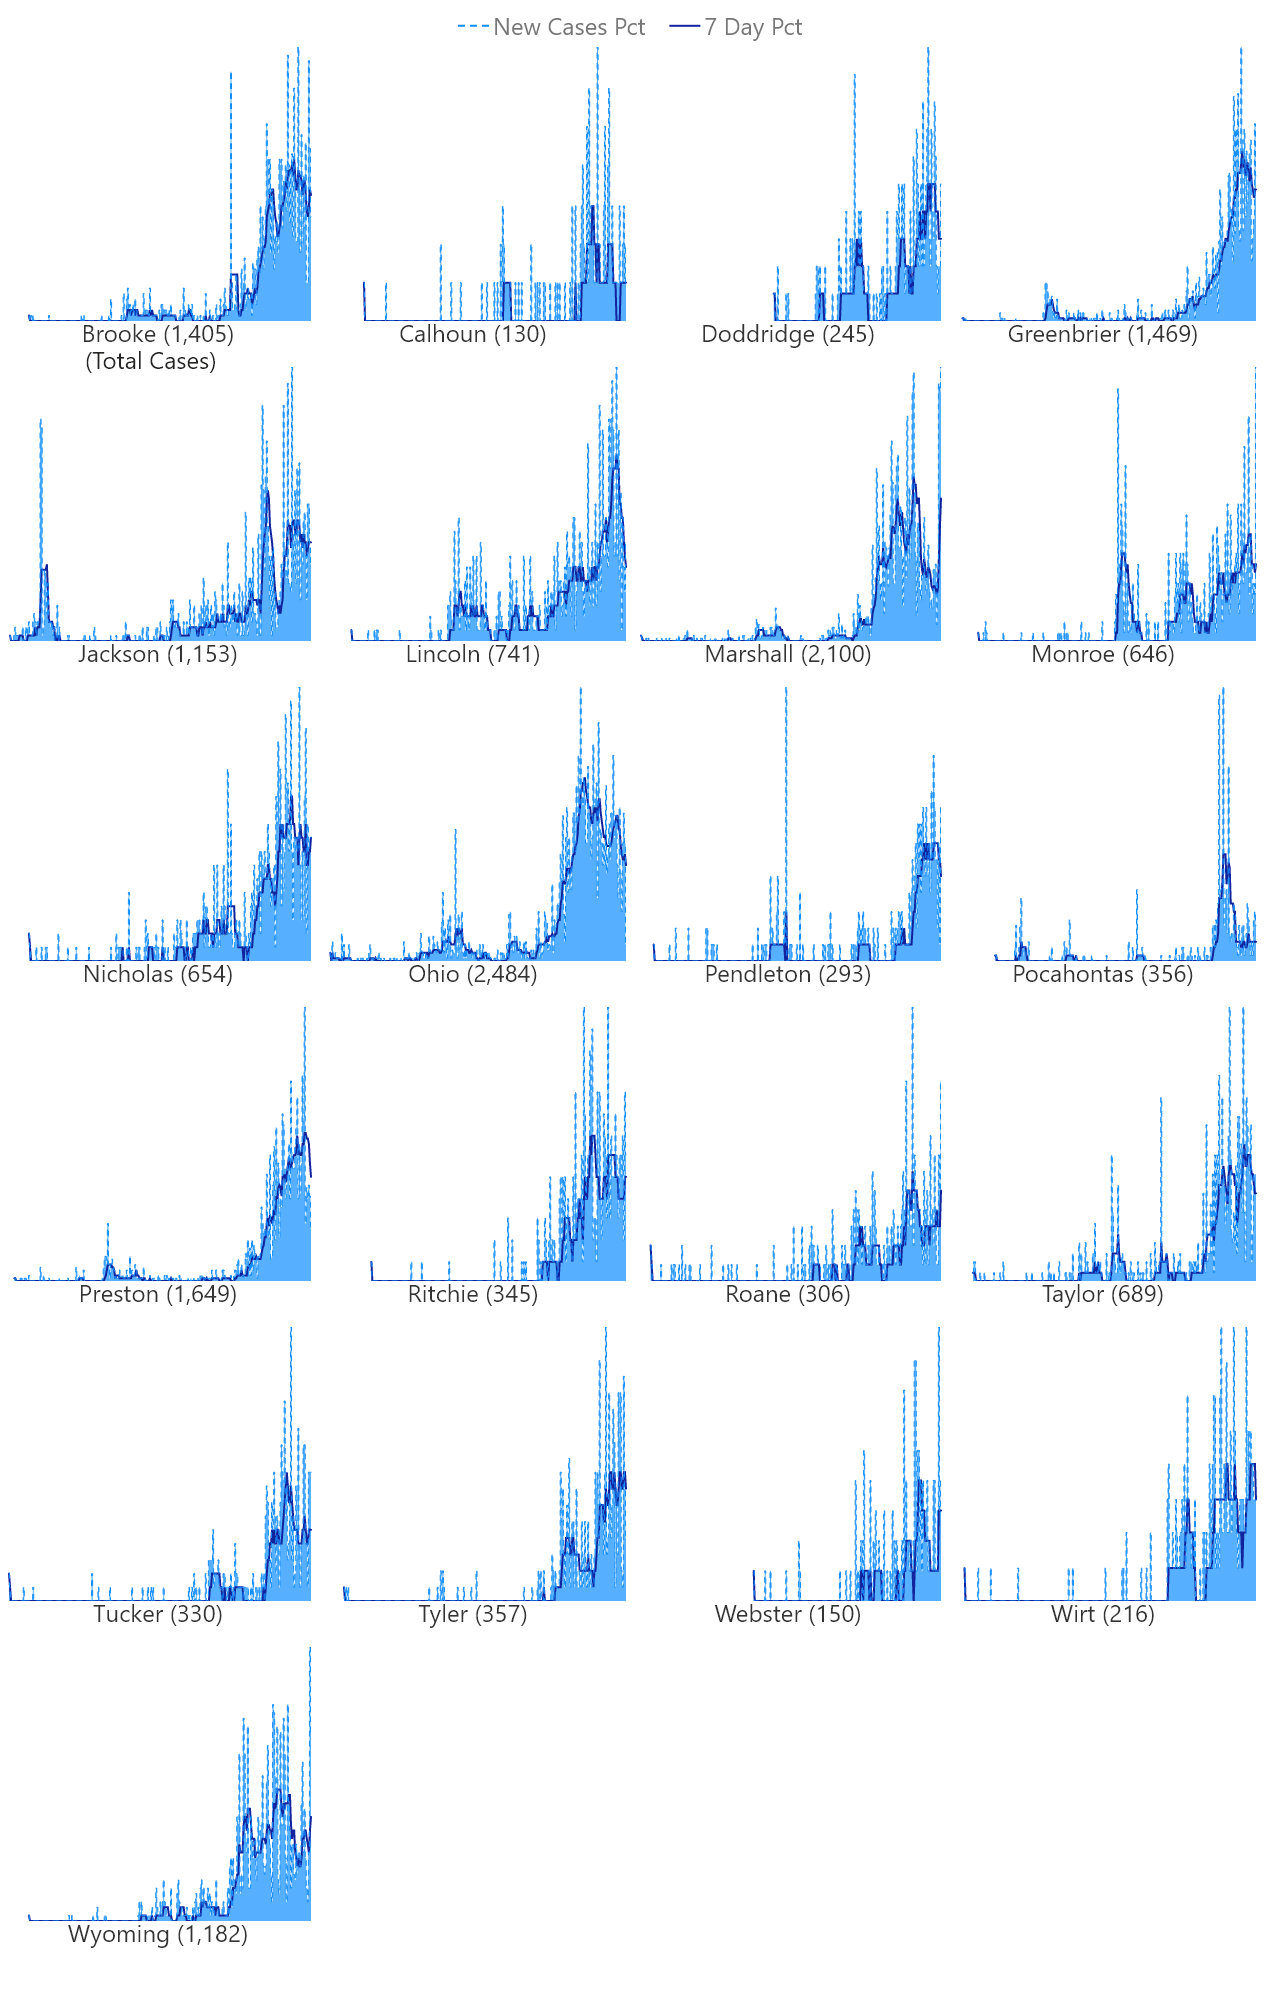 New Cases Pct 7 Day Pct
Brooke (1,405) Calhoun (130) Doddridge (245) Greenbrier (1,469)
(Total Cases)
Jackson (1,153) Lincoln (741) Marshall (2,100) Monroe (646)
Nicholas (654) Ohio (2,484) Pendleton (293) Pocahontas (356)
Preston (1,649) Ritchie (345) Roane (306) Taylor (689)
Tucker (330) Tyler (357) Webster (150) Wirt (216)
Wyoming (1,182)